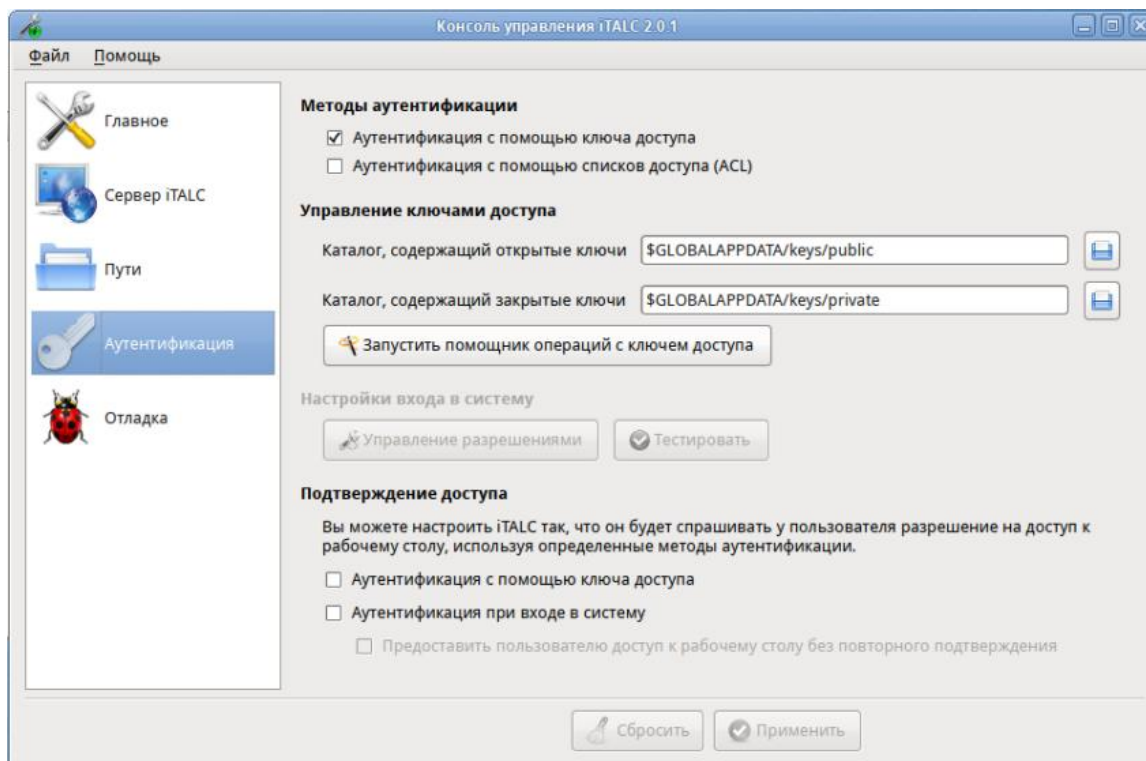 Консоль управления iTALC 2.0.1
Файл Помощь
Главное
Сервер iTALC
Пути
Аутентификация
Отладка
Методы аутентификации
Аутентификация с помощью ключа доступа
Аутентификация с помощью списков доступа (ACL)
Управление ключами доступа
Каталог, содержащий открытые ключи $GLOBALAPPDATA/keys/public
Каталог, содержащий закрытые ключи $GLOBALAPPDATA/keys/private
Запустить помощник операций с ключем доступа
Настройки входа в систему
Управление разрешениями Тестировать
Подтверждение доступа
Вы можете настроить iTALC так, что он будет спрашивать у пользователя разрешение на доступ к
рабочему столу, используя определенные методы аутентификации.
Аутентификация с помощью ключа доступа
Аутентификация при входе в систему
Предоставить пользователю доступ к рабочему столу без повторного подтверждения
Сбросить Применить